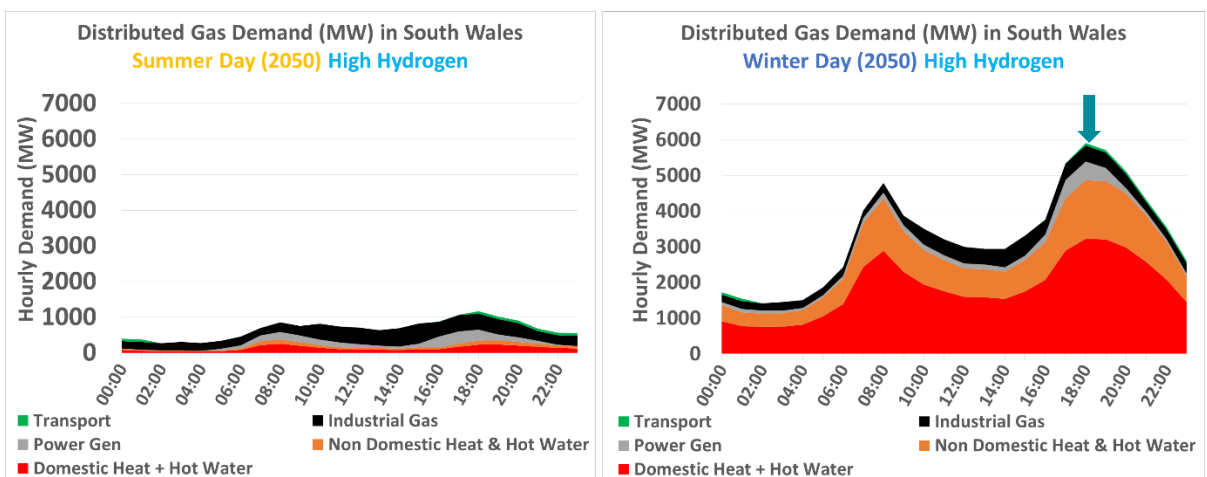 Distributed Gas Demand (MW) in South Wales
Summer Day (2050) High Hydrogen
Hourly Demand (MW)
7000
6000
5000
4000
3000
2000
1000
0
00:00
02:00
04:00
06:00
08:00
10:00
12:00
14:00
16:00
18:00
20:00
22:00
Transport
Industrial Gas
Power Gen
Non Domestic Heat & Hot Water
Domestic Heat + Hot Water
Distributed Gas Demand (MW) in South Wales
Winter Day (2050) High Hydrogen
Hourly Demand (MW)
7000
6000
5000
4000
3000
2000
1000
0
00:00
02:00
04:00
06:00
08:00
10:00
12:00
14:00
16:00
18:00
20:00
22:00
Transport
Industrial Gas
Power Gen
Non Domestic Heat & Hot Water
Domestic Heat + Hot Water